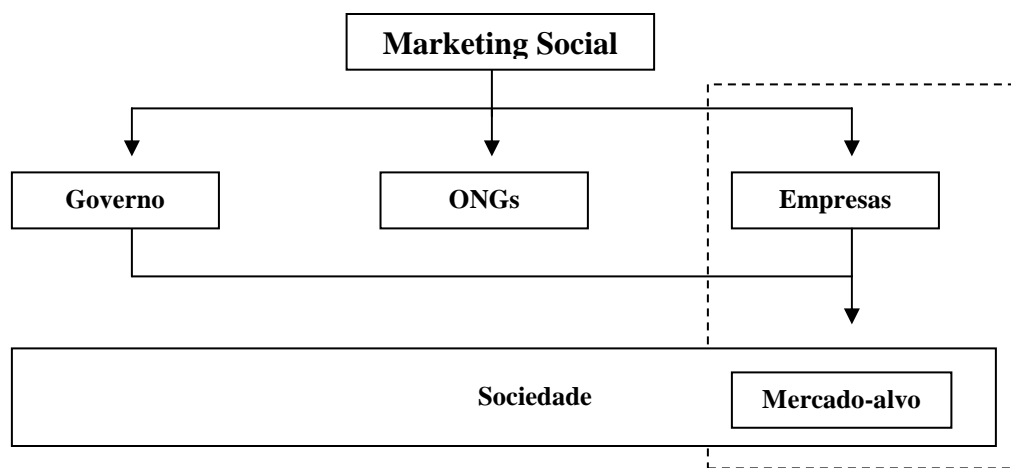 Marketing Social
Governo
ONGs
Empresas
Sociedade
Mercado-alvo